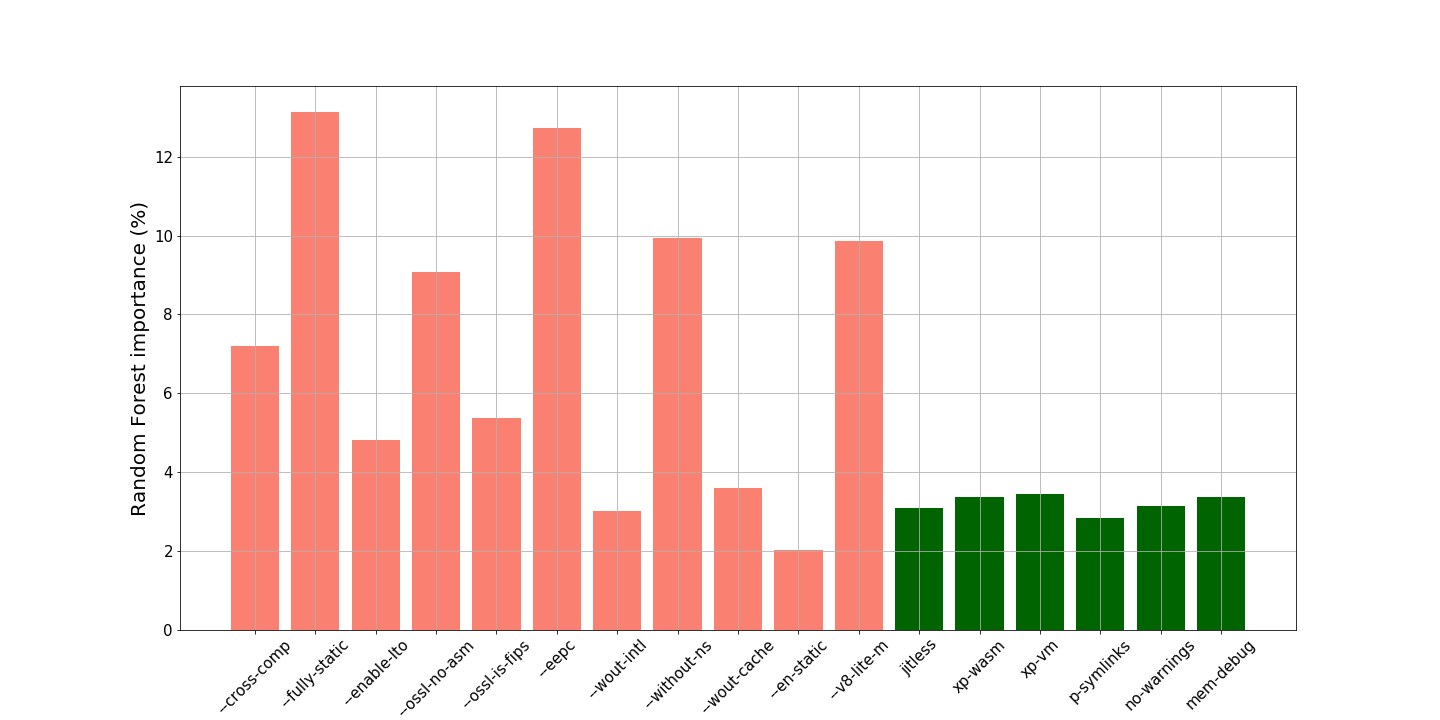 Random Forest importance (%)
12
10
8
6
4
2
0
--cross-comp
--fully-static
--enable-lto
--ossl-no-asm
--ossl-is-fips
--eepc
--wout-intl
--without-ns
--wout-cache
--en-static
--v8-lite-m
jitless
xp-wasm
xp-vm
p-symlinks
no-warnings
mem-debug